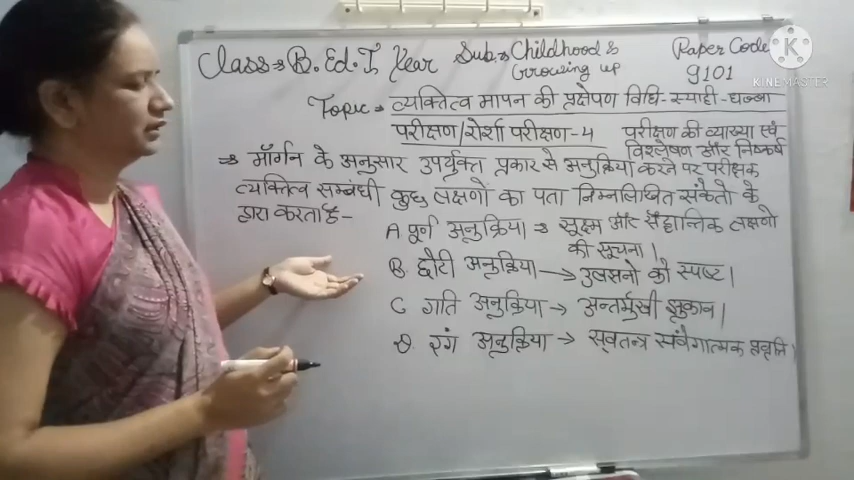 Class→ B. Ed. I Year Sub.→ Childhood & Growing up Paper Code 9101
KINEMASTER
Topic→ व्यक्तित्व मापन की प्रक्षेपण विधि-स्याही-धब्बा
परीक्षण/रोर्शा परीक्षण-4 परीक्षण की व्याख्या एवं
विश्लेषण और निष्कर्ष
→ मॉर्गन के अनुसार उपर्युक्त प्रकार से अनुक्रिया करने पर परीक्षक
व्यक्तित्व सम्बंधी कुछ लक्षणो का पता निम्नलिखित संकेतो के
द्वारा करता है-
A पूर्ण अनुक्रिया → सूक्ष्म और सैद्धान्तिक लक्षणो
की सूचना।
B. छोटी अनुक्रिया → उलझनो को स्पष्ट।
C गति अनुक्रिया → अन्तर्मुखी झुकाव।
D. रंग अनुक्रिया → स्वतन्त्र संवेगात्मक प्रवृति।